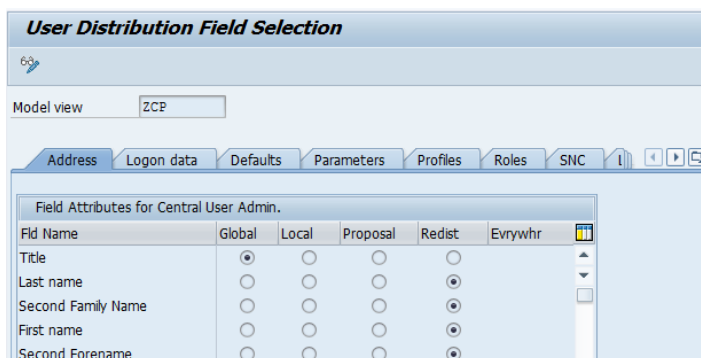 User Distribution Field Selection
Model view ZCP
Address Logon data Defaults Parameters Profiles Roles SNC
Field Attributes for Central User Admin.
Fld Name Global Local Proposal Redist Evrywhr
Title
Last name
Second Family Name
First name
Second Forename